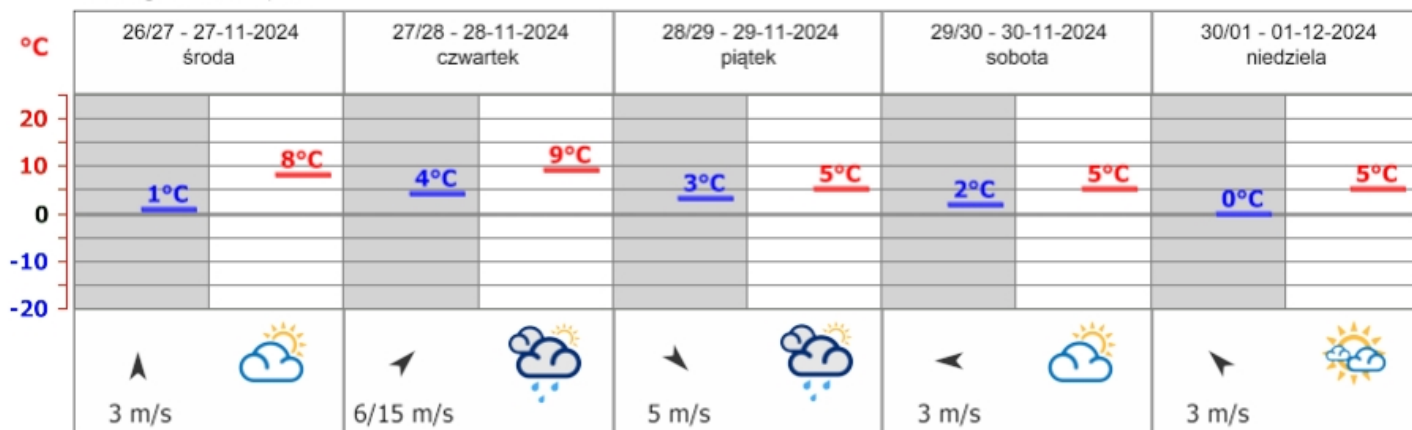 °C
26/27 - 27-11-2024
środa
27/28 - 28-11-2024
czwartek
28/29 - 29-11-2024
piątek
29/30 - 30-11-2024
sobota
30/01 - 01-12-2024
niedziela
20
10
0
-10
-20
1°C
8°C
4°C
9°C
3°C
5°C
2°C
5°C
0°C
5°C
3 m/s
6/15 m/s
5 m/s
3 m/s
3 m/s